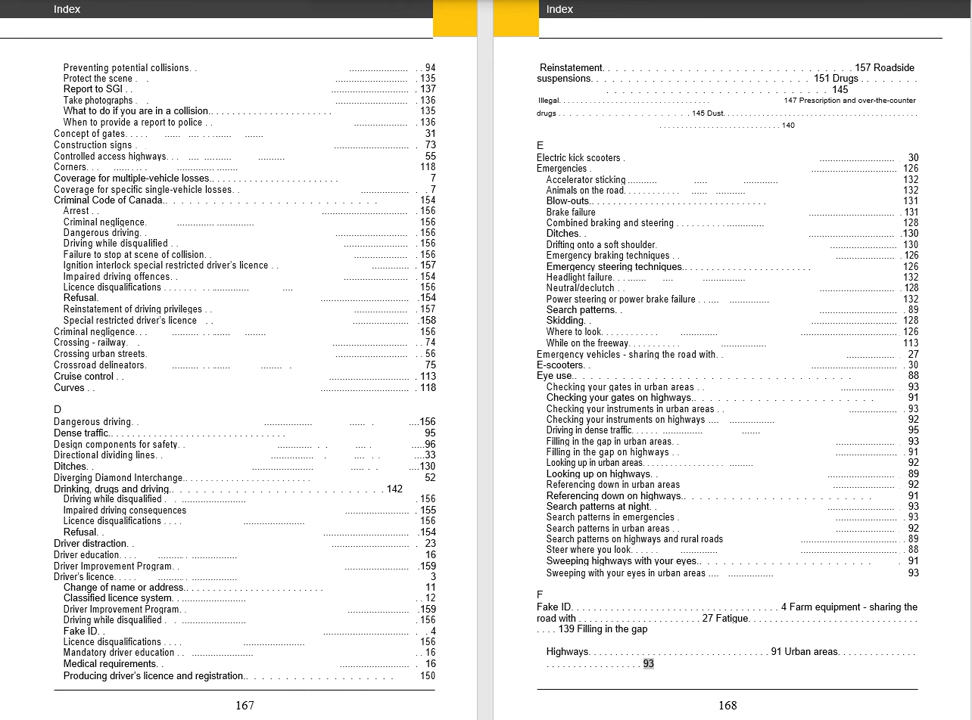 Index
Preventing potential collisions. . ...................... . . 94
Protect the scene . . ...................... . 135
Report to SGI . . ...................... . 137
Take photographs . . ...................... . 136
What to do if you are in a collision. . . . . . . . . . . . . . . . . . . . . 135
When to provide a report to police . . ...................... . 136
Concept of gates. . . . . ...... .... . ....... ....... 31
Construction signs . . ...................... . 73
Controlled access highways. . . .... ............ .......... 55
Corners. . . ......... . . .................. 118
Coverage for multiple-vehicle losses. . . . . . . . . . . . . . . . . . . . 7
Coverage for specific single-vehicle losses. . ................ . . 7
Criminal Code of Canada. . . . . . . . . . . . . . . . . . . . 154
Arrest . . ...................... . 156
Criminal negligence. ........... .................. 156
Dangerous driving. . ...................... . 156
Driving while disqualified . . ...................... . 156
Failure to stop at scene of collision. . ...................... . 156
Ignition interlock special restricted driver's licence . . ............ . 157
Impaired driving offences. . ...................... . 154
Licence disqualifications . . . . . . . . ................ .... 156
Refusal. ...................... .154
Reinstatement of driving privileges . . ...................... . 157
Special restricted driver's licence . . ...................... .158
Criminal negligence. . . .......... . . ...... ........ 156
Crossing - railway. . ...................... . 74
Crossing urban streets. ...................... . 56
Crossroad delineators. .......... . . ...... ....... . 75
Cruise control . . ...................... . 113
Curves . . ...................... . 118
D
Dangerous driving. . ................... ...... . ....156
Dense traffic. . . . . . . . . . . . . . . . . . . . . . . 95
Design components for safety. . ................ . . .... . ....96
Directional dividing lines. . ................ . . .... . . ....33
Ditches. . ........................ ..... . . ....130
Diverging Diamond Interchange. . . . . . . . . . . . . . . . . . . . 52
Drinking, drugs and driving. . . . . . . . . . . . . . . . . . . . . 142
Driving while disqualified . . ...................... . 156
Impaired driving consequences ...................... . 155
Licence disqualifications . . . . ........................ 156
Refusal. . ...................... .154
Driver distraction. . ...................... . 23
Driver education. . . . .......... . . .............. 16
Driver Improvement Program. . ...................... .159
Driver's licence. . . . .......... . . .............. 3
Change of name or address. . . . . . . . . . . . . . . . . . . . . . 11
Classified licence system. . ...................... . . 12
Driver Improvement Program. . ...................... .159
Driving while disqualified . . ...................... . 156
Fake ID. . ...................... . . 4
Licence disqualifications . . . . ........................ 156
Mandatory driver education . . ...................... . . 16
Medical requirements. . ...................... . 16
Producing driver's licence and registration. . . . . . . . . . . . . . . . 150
167
Index
Reinstatement. . . . . . . . . . . . . . . . . . . . . . . . . . . . 157 Roadside
suspensions. . . . . . . . . . . . . . . . . . . . . . . . 151 Drugs . . . . . . .
. . . . . . . . . . . . . . . . . . . . . . 145
Illegal. . . . . . . . . . . . . . . . . . . . . . . . . . . . . . 147 Prescription and over-the-counter
drugs . . . . . . . . . . . . . . . . . . . . 145 Dust. . . . . . . . . . . . . . . . . . . . . . . . . . . .
. . . . . . . . . . . . . . . . . . 140
E
Electric kick scooters . ...................... . 30
Emergencies . ...................... . 126
Accelerator sticking ........... ..... .............. 132
Animals on the road. . . . . . . . . . . ..... . ............ 132
Blow-outs. . . . . . . . . . . . . . . . . . . . . . . . . 131
Brake failure ...................... . 131
Combined braking and steering . . . . . . . . . ................ 128
Ditches. . ...................... .130
Drifting onto a soft shoulder. ...................... . 130
Emergency braking techniques . . ...................... . 126
Emergency steering techniques. . . . . . . . . . . . . . . . . . . . 126
Headlight failure. . . ...... .... .............. 132
Neutral/declutch . . ...................... . 128
Power steering or power brake failure . . .... ............. 132
Search patterns. . ...................... . 89
Skidding. . ...................... . 128
Where to look. . . . . . . . . . ............ . 126
While on the freeway. . . . . . . . . . ................ . 113
Emergency vehicles - sharing the road with. . ................ . . 27
E-scooters. . ...................... . 30
Eye use. . . . . . . . . . . . . . . . . . . . . . . . . . . . . . 88
Checking your gates in urban areas . . ................ . 93
Checking your gates on highways. . . . . . . . . . . . . . . . . . . 91
Checking your instruments in urban areas . . ...................... . 93
Checking your instruments on highways .... .............. 92
Driving in dense traffic. . . . . . ............. ....... 95
Filling in the gap in urban areas. . ...................... . 93
Filling in the gap on highways . . ...................... . 91
Looking up in urban areas. . . . . . . . . . . . . . . . ......... 92
Looking up on highways. . ...................... . 89
Referencing down in urban areas ...................... 92
Referencing down on highways. . . . . . . . . . . . . . . . . . . . 91
Search patterns at night. . ...................... . 93
Search patterns in emergencies . ...................... . 93
Search patterns in urban areas . . ...................... 92
Search patterns on highways and rural roads ...................... . 89
Steer where you look. . . . . . ............. . . 88
Sweeping highways with your eyes. . . . . . . . . . . . . . . . . . 91
Sweeping with your eyes in urban areas .... .............. 93
F
Fake ID. . . . . . . . . . . . . . . . . . . . . . . . . . . . . . . 4 Farm equipment - sharing the
road with . . . . . . . . . . . . . . . . . . . . 27 Fatigue. . . . . . . . . . . . . . . . . . . . . . . . . . .
. . . . 139 Filling in the gap
Highways. . . . . . . . . . . . . . . . . . . . . . . . . . . . . . 91 Urban areas. . . . . . . . . . . . .
. . . . . . . . . . . . . . . . . 93
168